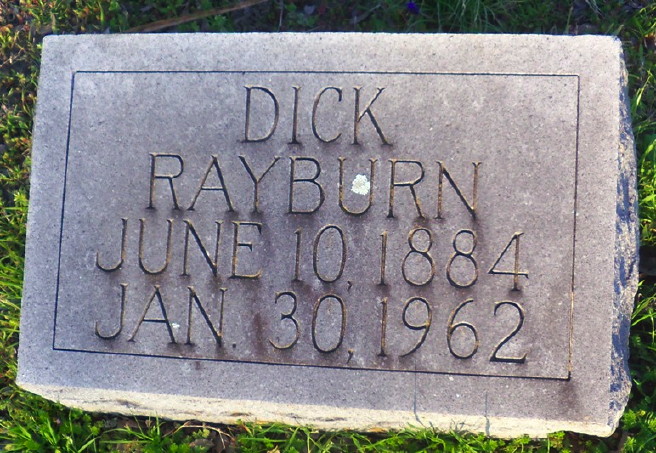 DICK
RAYBURN
JUNE 10, 1884
JAN. 30, 1962